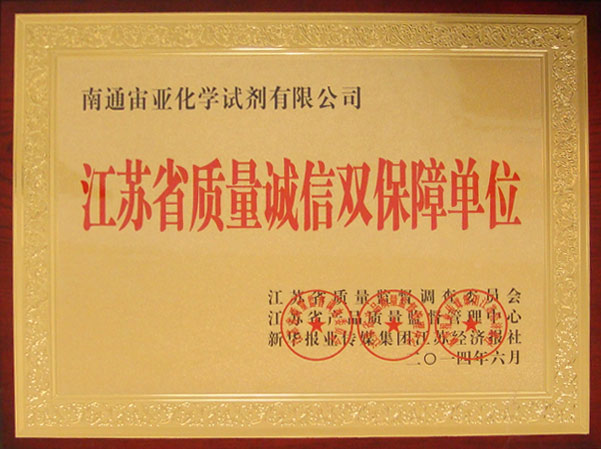 南通宙亚化学试剂有限公司
江苏省质量诚信双保障单位
江苏省质量监督调查委员会
江苏省产品质量监督管理中心
新华报业传媒集团江苏经济报社
二〇一四年六月